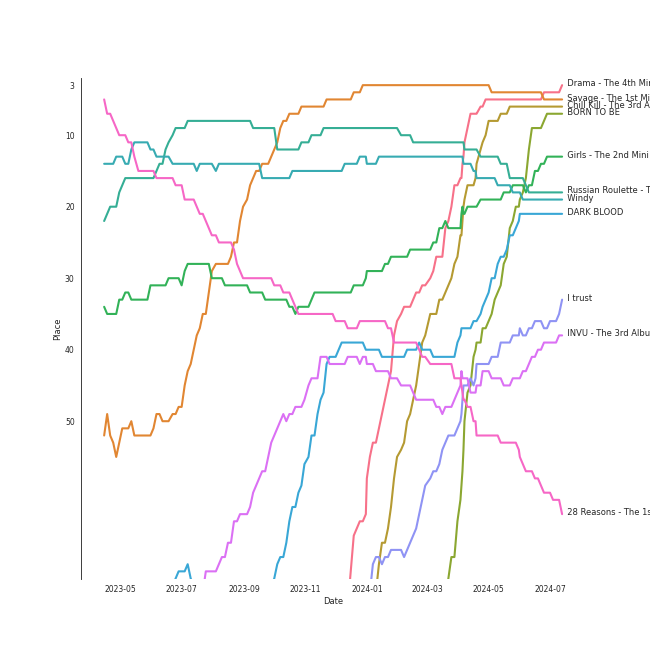 3
10
20
30
40
50
Place
2023-05
2023-07
2023-09
2023-11
2024-01
2024-03
2024-05
2024-07
Date
Drama - The 4th Mi
Savage - The 1st Mi
Chill Kill - The 3rd A
BORN TO BE
Girls - The 2nd Mini
Russian Roulette - T
Windy
DARK BLOOD
I trust
INVU - The 3rd Albu
28 Reasons - The 1s